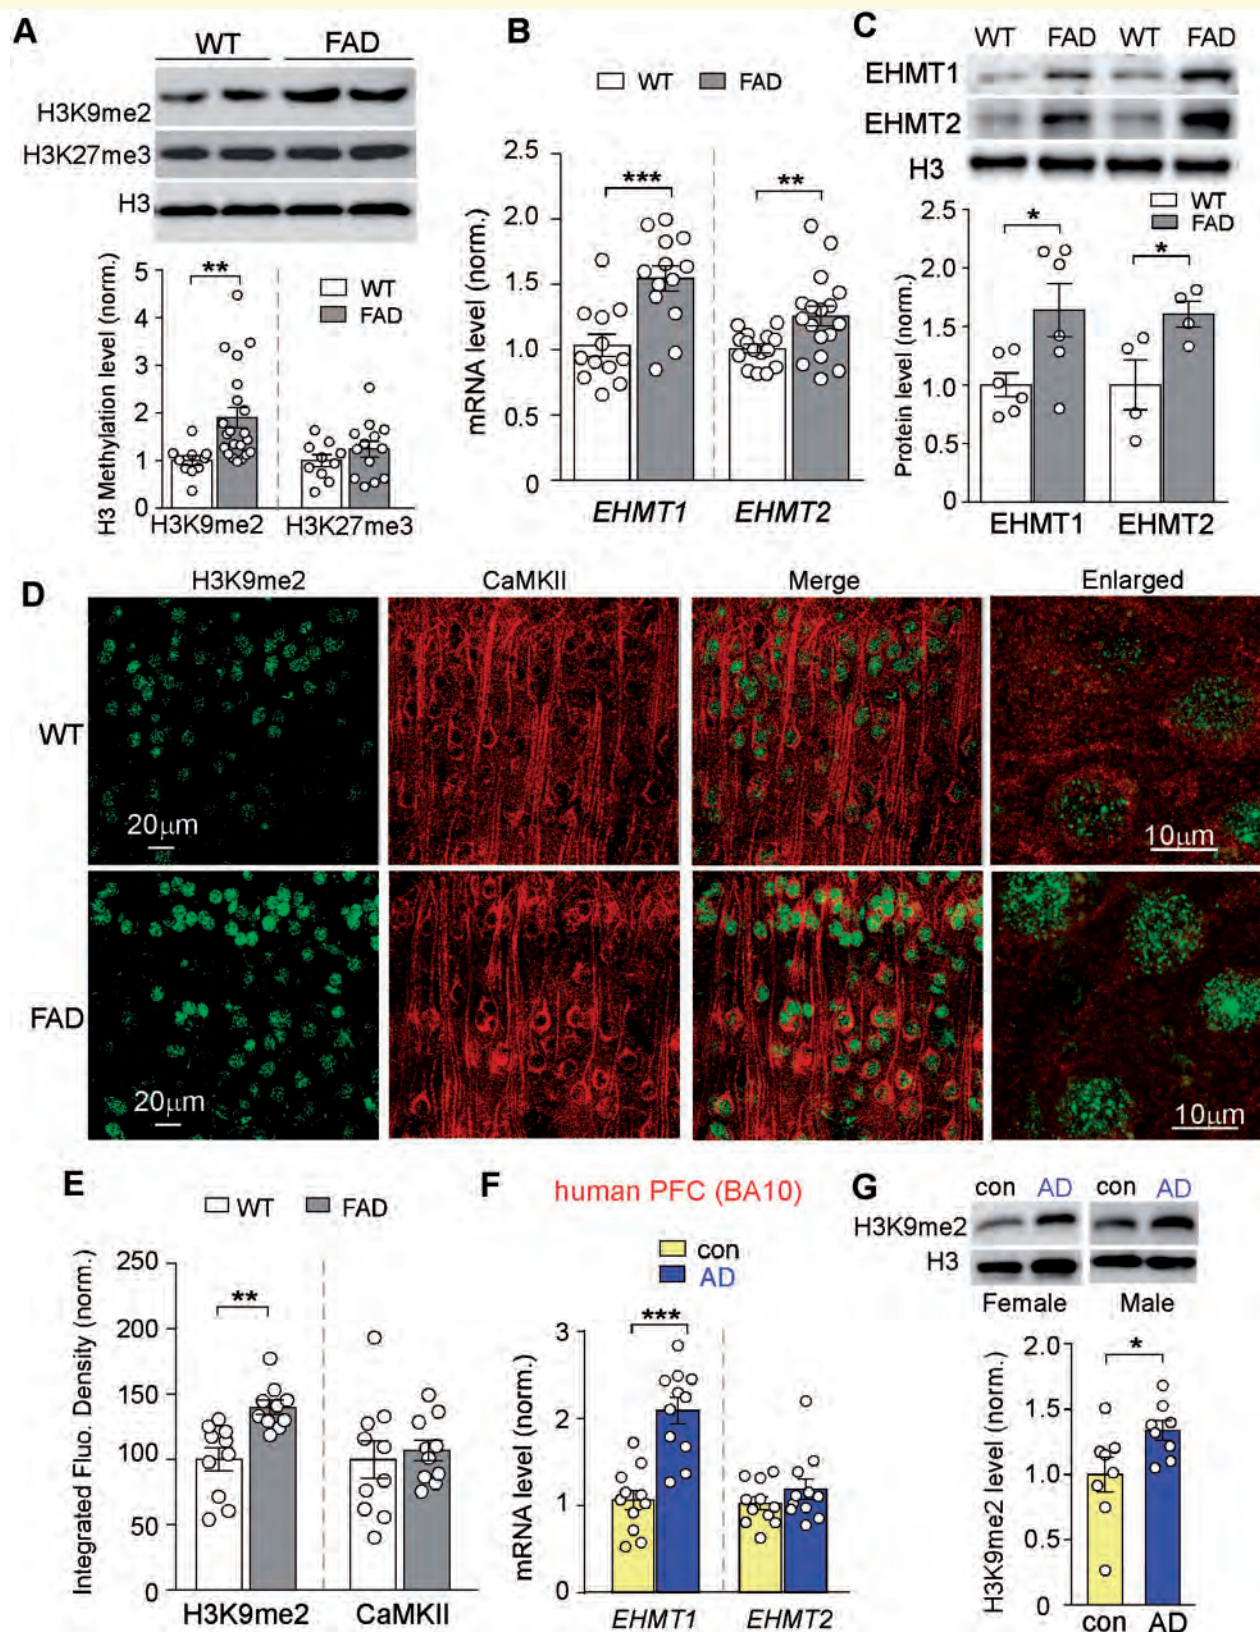 A
WT FAD
H3K9me2
H3K27me3
H3
H3 Methylation level (norm.)
5
4
3
2
1
0
**
WT
FAD
H3K9me2 H3K27me3
B
WT FAD
mRNA level (norm.)
2.5
2.0
1.5
1.0
0.5
0
*** **
EHMT1 EHMT2
C
WT FAD WT FAD
EHMT1
EHMT2
H3
Protein level (norm.)
2.5
2.0
1.5
1.0
0.5
0
WT
FAD
* *
EHMT1 EHMT2
D
H3K9me2 CaMKII Merge Enlarged
WT
20μm 10μm
FAD
20μm 10μm
E
WT FAD
Integrated Fluo. Density (norm.)
250
200
150
100
50
0
**
H3K9me2 CaMKII
F
human PFC (BA10)
con
AD
mRNA level (norm.)
3
2
1
0
***
EHMT1 EHMT2
G
con AD con AD
H3K9me2
H3
Female Male
H3K9me2 level (norm.)
2.0
1.5
1.0
0.5
0
*
con AD